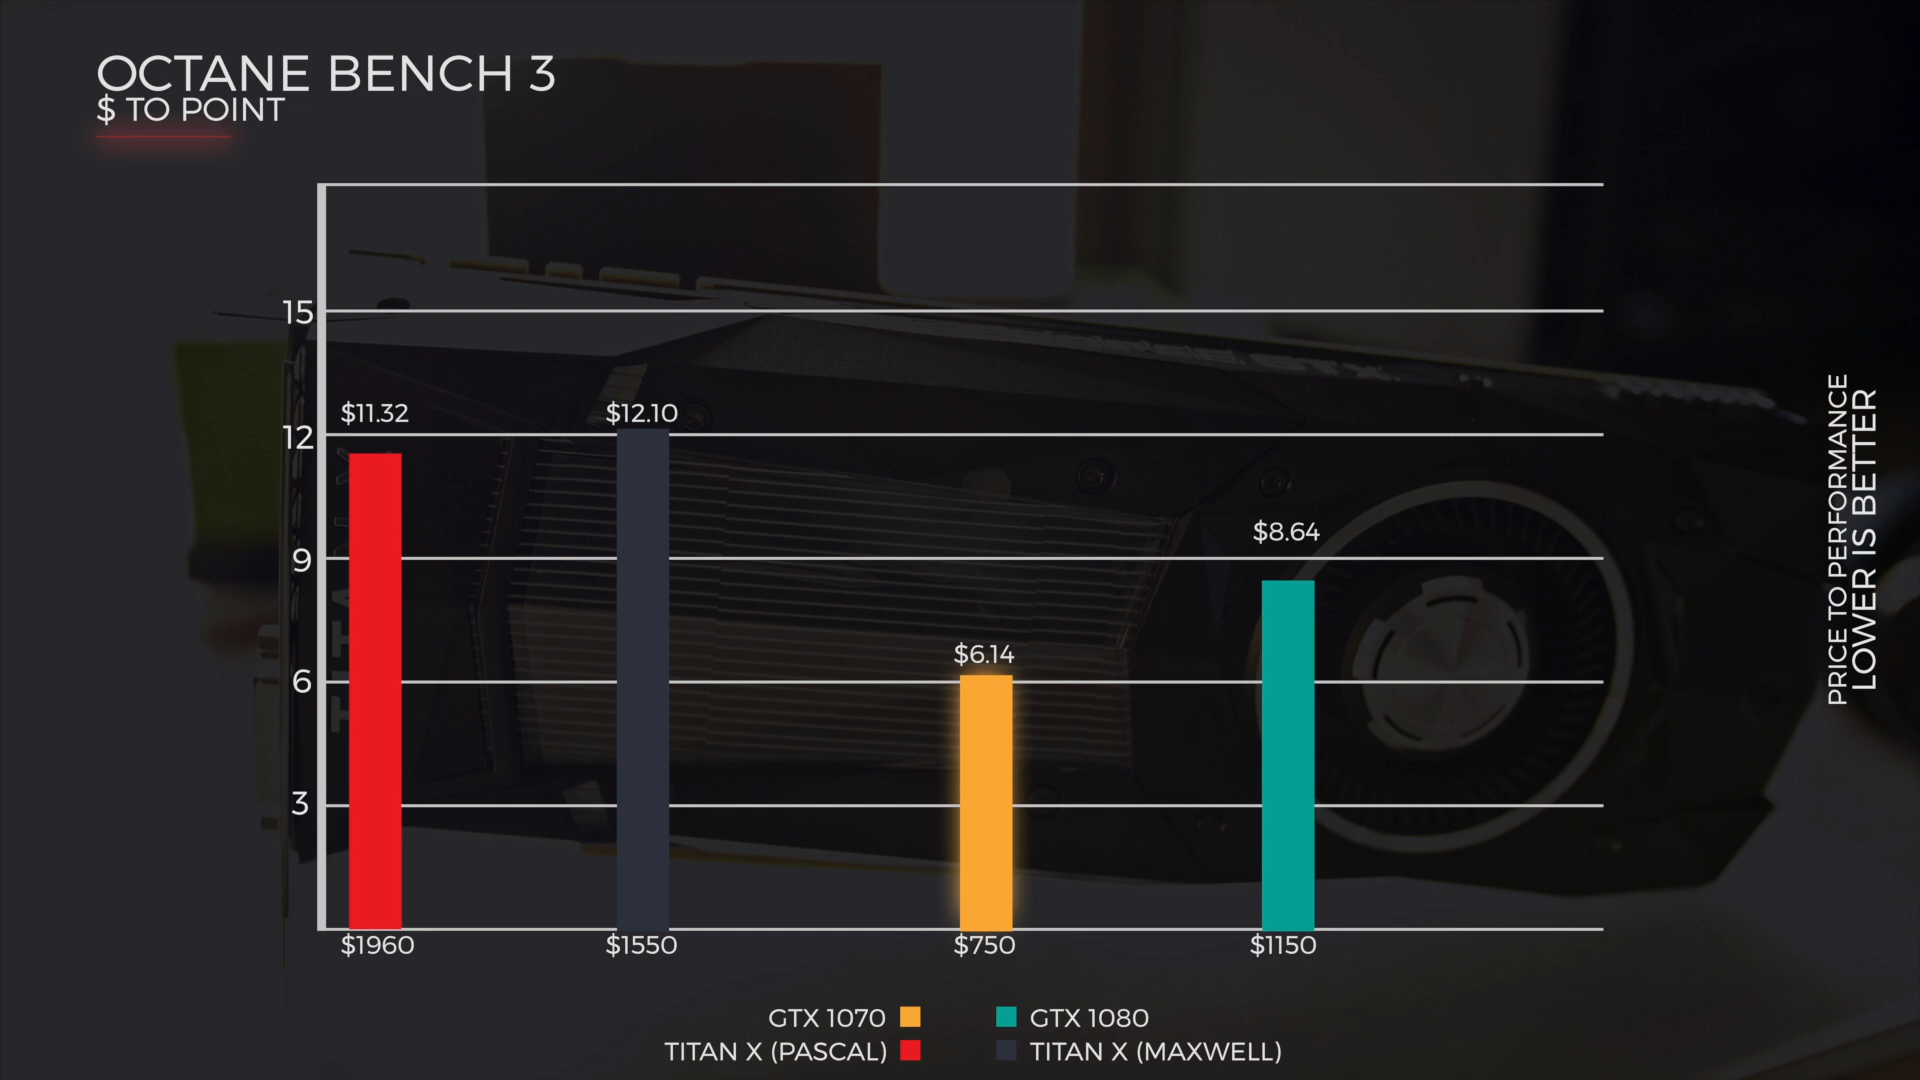 OCTANE BENCH 3
$ TO POINT
15
12
9
6
3
$11.32
$12.10
$6.14
$8.64
$1960
$1550
$750
$1150
GTX 1070
GTX 1080
TITAN X (PASCAL)
TITAN X (MAXWELL)
PRICE TO PERFORMANCE
LOWER IS BETTER